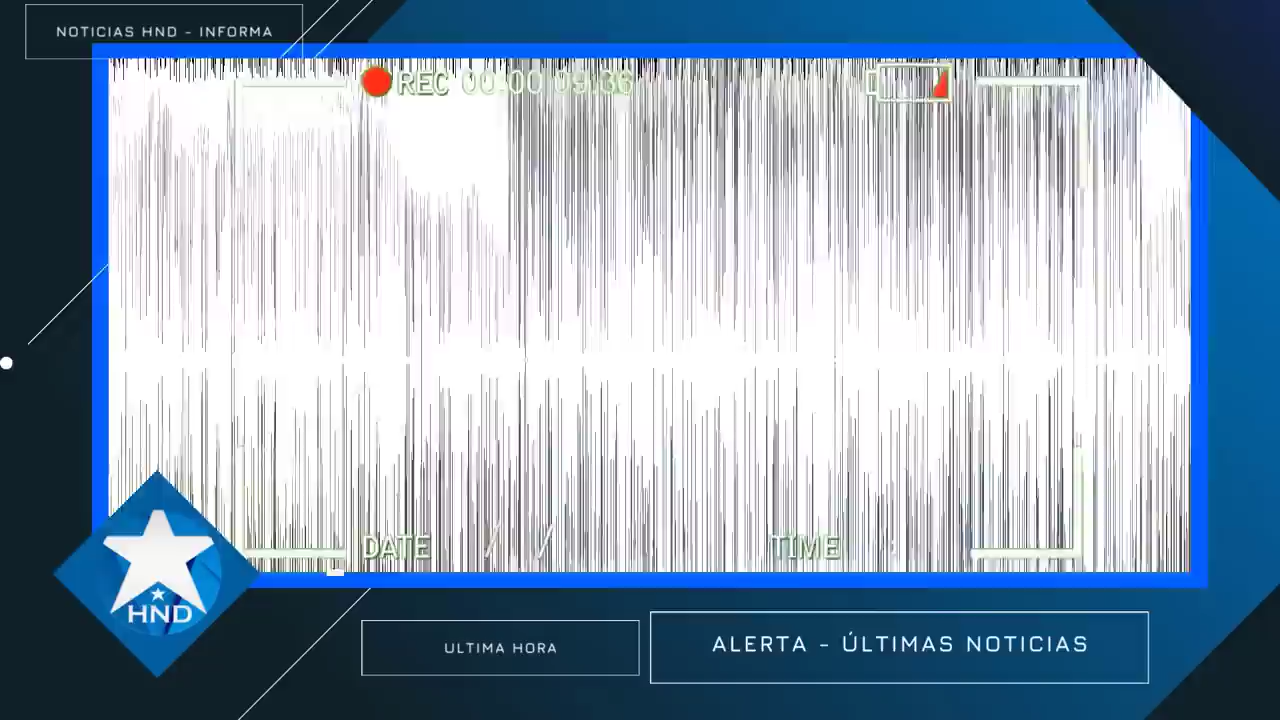 NOTICIAS HND - INFORMA
REC 00:00 09:36
DATE / /
TIME :
HND
ULTIMA HORA
ALERTA - ÚLTIMAS NOTICIAS